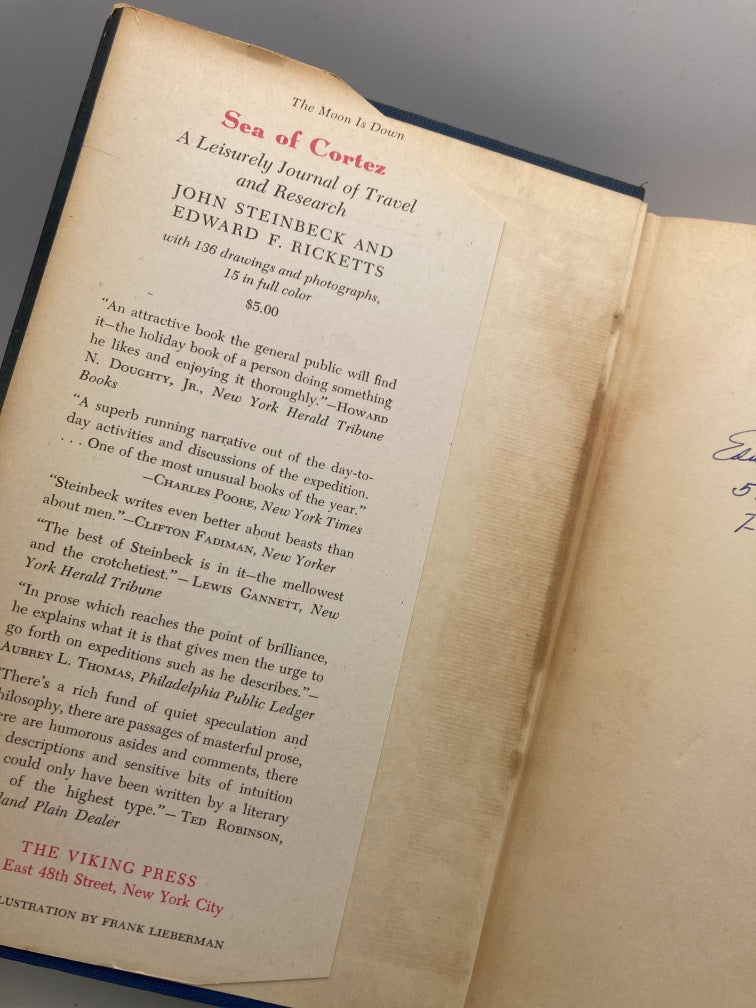 The Moon Is Down
Sea of Cortez
A Leisurely Journal of Travel
and Research
JOHN STEINBECK AND
EDWARD F. RICKETTS
with 136 drawings and photographs,
15 in full color
$5.00
“An attractive book the general public will find
it—the holiday book of a person doing something
he likes and enjoying it thoroughly.”—HOWARD
N. DOUGHTY, JR., New York Herald Tribune
Books
“A superb running narrative out of the day-to-
day activities and discussions of the expedition.
. . . One of the most unusual books of the year.”
—CHARLES POORE, New York Times
“Steinbeck writes even better about beasts than
about men.”—CLIFTON FADIMAN, New Yorker
“The best of Steinbeck is in it—the mellowest
and the crotchetiest.”—LEWIS GANNETT, New
York Herald Tribune
“In prose which reaches the point of brilliance,
he explains what it is that gives men the urge to
go forth on expeditions such as he describes.”—
AUBREY L. THOMAS, Philadelphia Public Ledger
“There’s a rich fund of quiet speculation and
hilosophy, there are passages of masterful prose,
ere are humorous asides and comments, there
descriptions and sensitive bits of intuition
could only have been written by a literary
of the highest type.”—TED ROBINSON,
land Plain Dealer
THE VIKING PRESS
East 48th Street, New York City
LUSTRATION BY FRANK LIEBERMAN